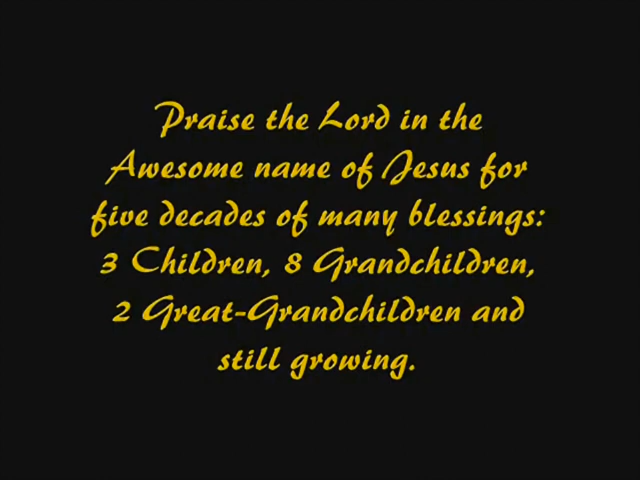 Praise the Lord in the
Awesome name of Jesus for
five decades of many blessings:
3 Children, 8 Grandchildren,
2 Great-Grandchildren and
still growing.